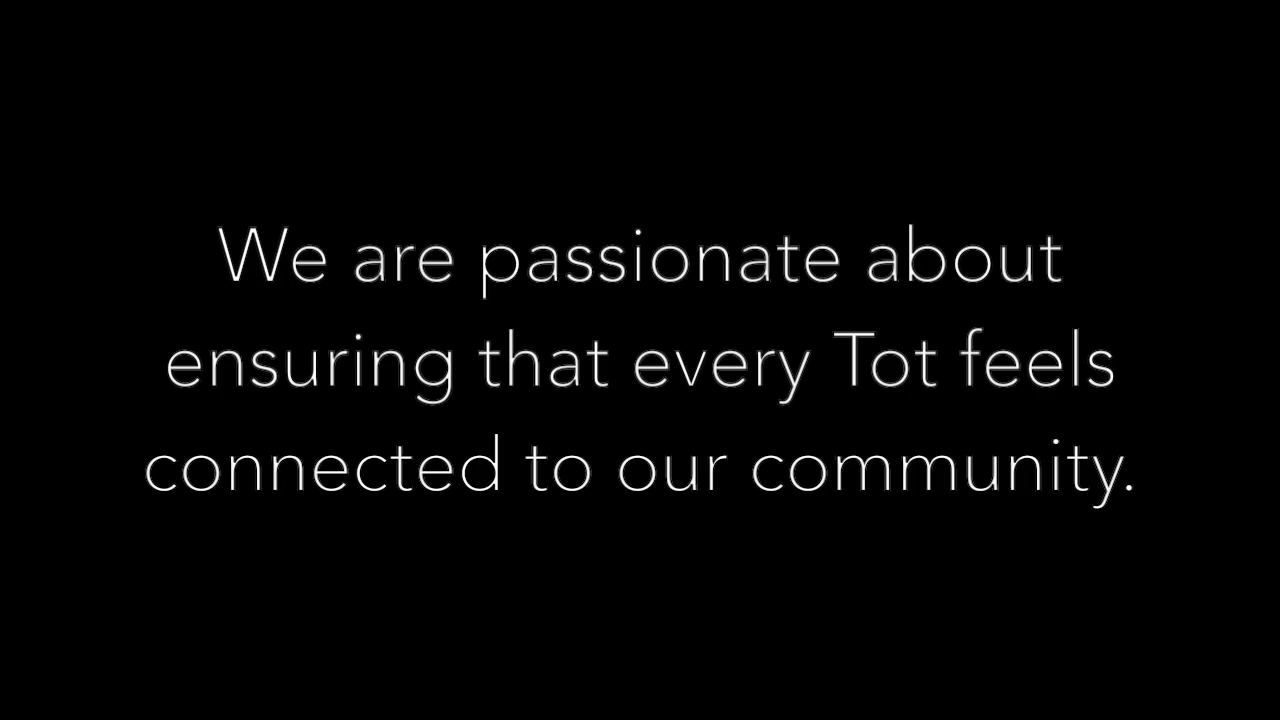 We are passionate about
ensuring that every Tot feels
connected to our community.